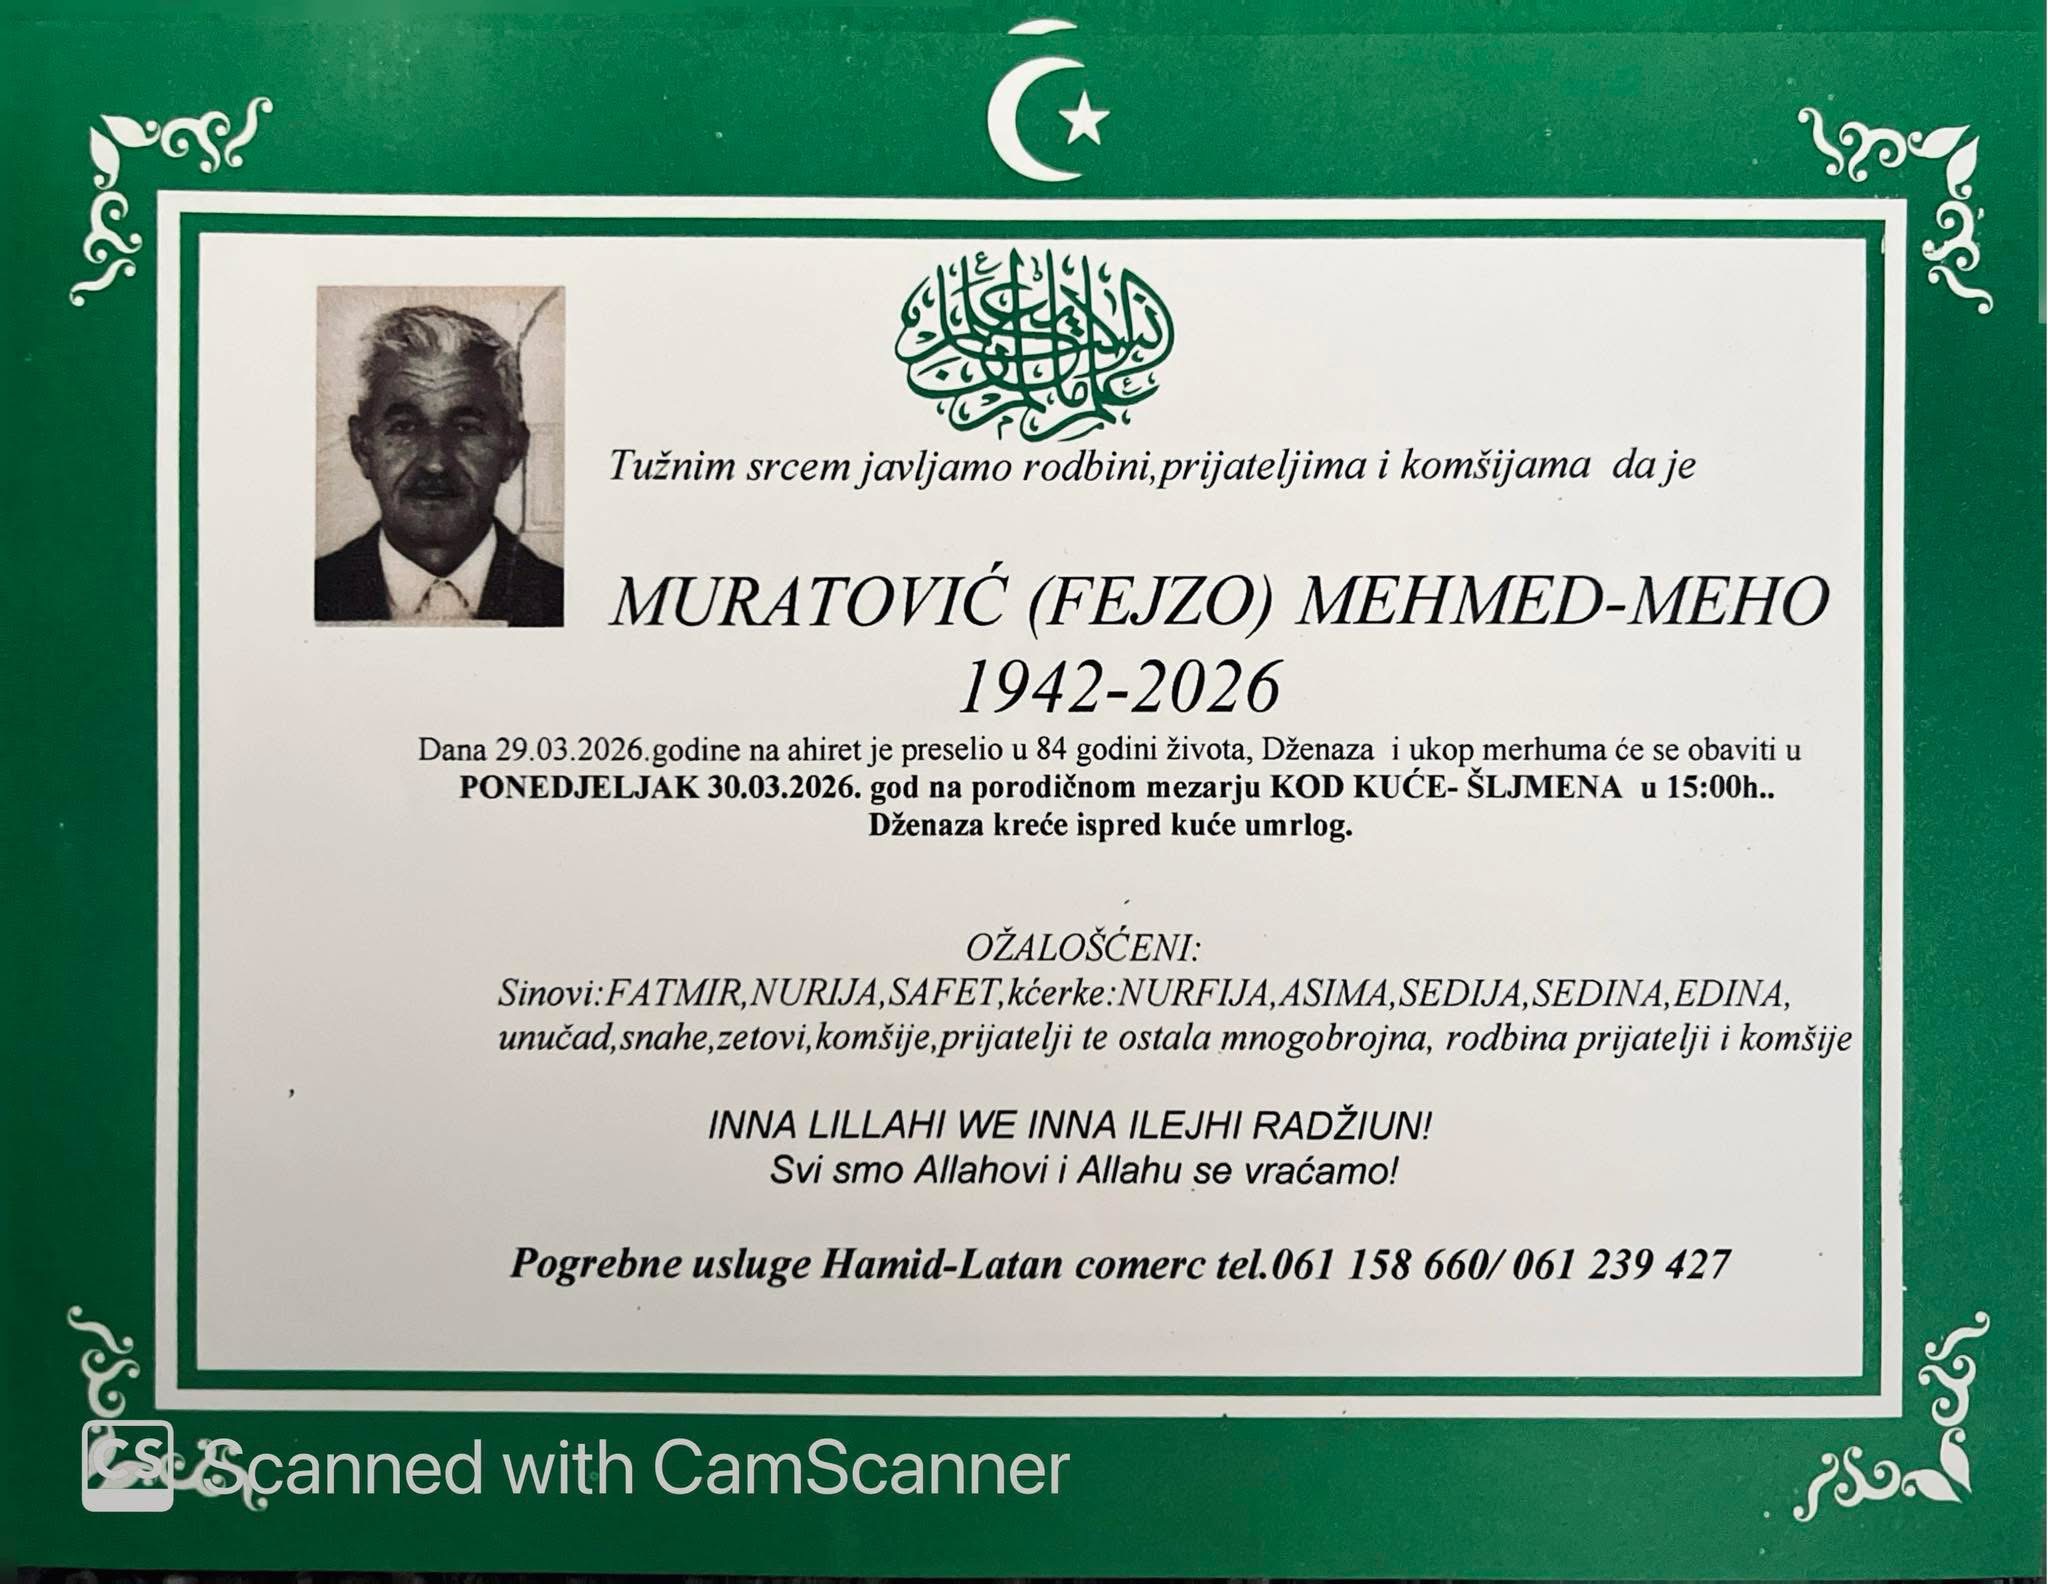 Tužnim srcem javljamo rodbini,prijateljima i komšijama da je
MURATOVIĆ (FEJZO) MEHMED-MEHO
1942-2026
Dana 29.03.2026.godine na ahiret je preselio u 84 godini života, Dženaza i ukop merhuma će se obaviti u
PONEDJELJAK 30.03.2026. god na porodičnom mezarju KOD KUĆE- ŠLJMENA u 15:00h..
Dženaza kreće ispred kuće umrlog.
OŽALOŠĆENI:
Sinovi:FATMIR,NURIJA,SAFET,kćerke:NURFIJA,ASIMA,SEDIJA,SEDINA,EDINA,
unučad,snahe,zetovi,komšije,prijatelji te ostala mnogobrojna, rodbina prijatelji i komšije
INNA LILLAHI WE INNA ILEJHI RADŽIUN!
Svi smo Allahovi i Allahu se vraćamo!
Pogrebne usluge Hamid-Latan comerc tel.061 158 660/ 061 239 427
CS Scanned with CamScanner